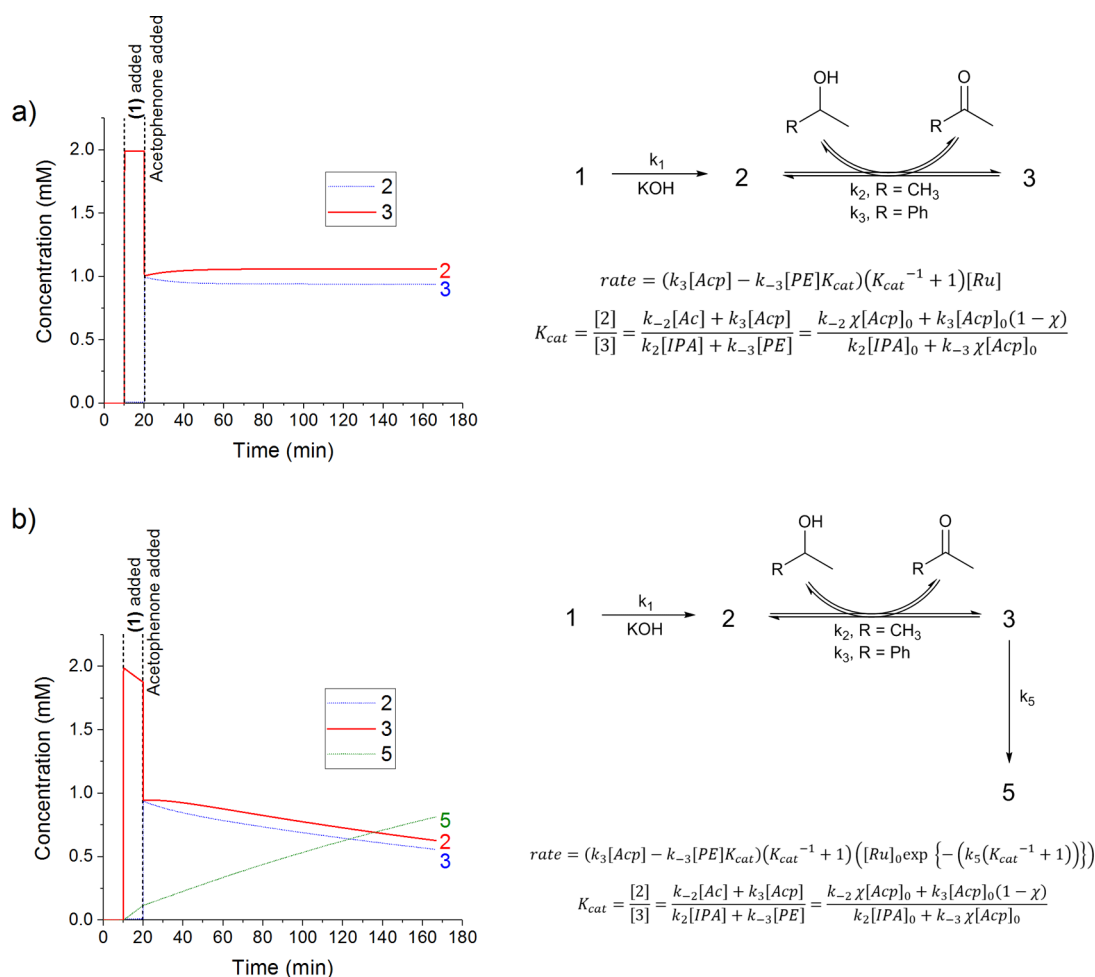 a)
(1) added
Acetophenone added
Concentration (mM)
2.0
1.5
1.0
0.5
0.0
0 20 40 60 80 100 120 140 160 180
Time (min)
2
3
2
3
OH
R
O
R
1
k₁
KOH
2
k₂, R = CH₃
k₃, R = Ph
3
rate = (k₃[Acp] − k₋₃[PE]K_cat)(K_cat⁻¹ + 1)[Ru]
K_cat = [2]/[3] = (k₋₂[Ac] + k₃[Acp])/(k₂[IPA] + k₋₃[PE]) = (k₋₂ χ[Acp]₀ + k₃[Acp]₀(1 − χ))/(k₂[IPA]₀ + k₋₃ χ[Acp]₀)
b)
(1) added
Acetophenone added
Concentration (mM)
2.0
1.5
1.0
0.5
0.0
0 20 40 60 80 100 120 140 160 180
Time (min)
2
3
5
5
2
3
OH
R
O
R
1
k₁
KOH
2
k₂, R = CH₃
k₃, R = Ph
3
k₅
5
rate = (k₃[Acp] − k₋₃[PE]K_cat)(K_cat⁻¹ + 1)([Ru]₀exp {−(k₅(K_cat⁻¹ + 1))})
K_cat = [2]/[3] = (k₋₂[Ac] + k₃[Acp])/(k₂[IPA] + k₋₃[PE]) = (k₋₂ χ[Acp]₀ + k₃[Acp]₀(1 − χ))/(k₂[IPA]₀ + k₋₃ χ[Acp]₀)